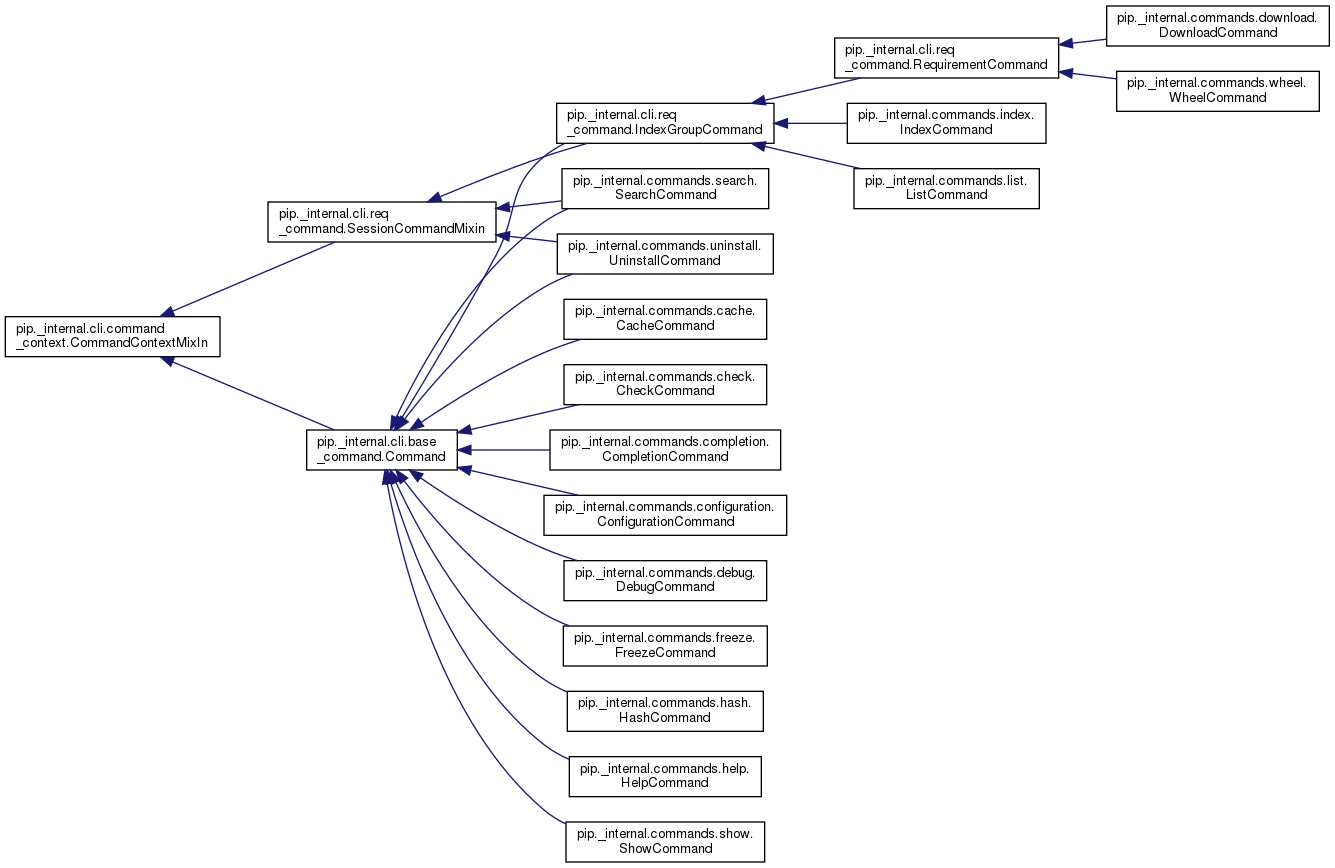 pip._internal.commands.download.
DownloadCommand
pip._internal.cli.req
_command.RequirementCommand
pip._internal.commands.wheel.
WheelCommand
pip._internal.cli.req
_command.IndexGroupCommand
pip._internal.commands.index.
IndexCommand
pip._internal.commands.list.
ListCommand
pip._internal.commands.search.
SearchCommand
pip._internal.cli.req
_command.SessionCommandMixin
pip._internal.commands.uninstall.
UninstallCommand
pip._internal.commands.cache.
CacheCommand
pip._internal.cli.command
_context.CommandContextMixIn
pip._internal.commands.check.
CheckCommand
pip._internal.cli.base
_command.Command
pip._internal.commands.completion.
CompletionCommand
pip._internal.commands.configuration.
ConfigurationCommand
pip._internal.commands.debug.
DebugCommand
pip._internal.commands.freeze.
FreezeCommand
pip._internal.commands.hash.
HashCommand
pip._internal.commands.help.
HelpCommand
pip._internal.commands.show.
ShowCommand